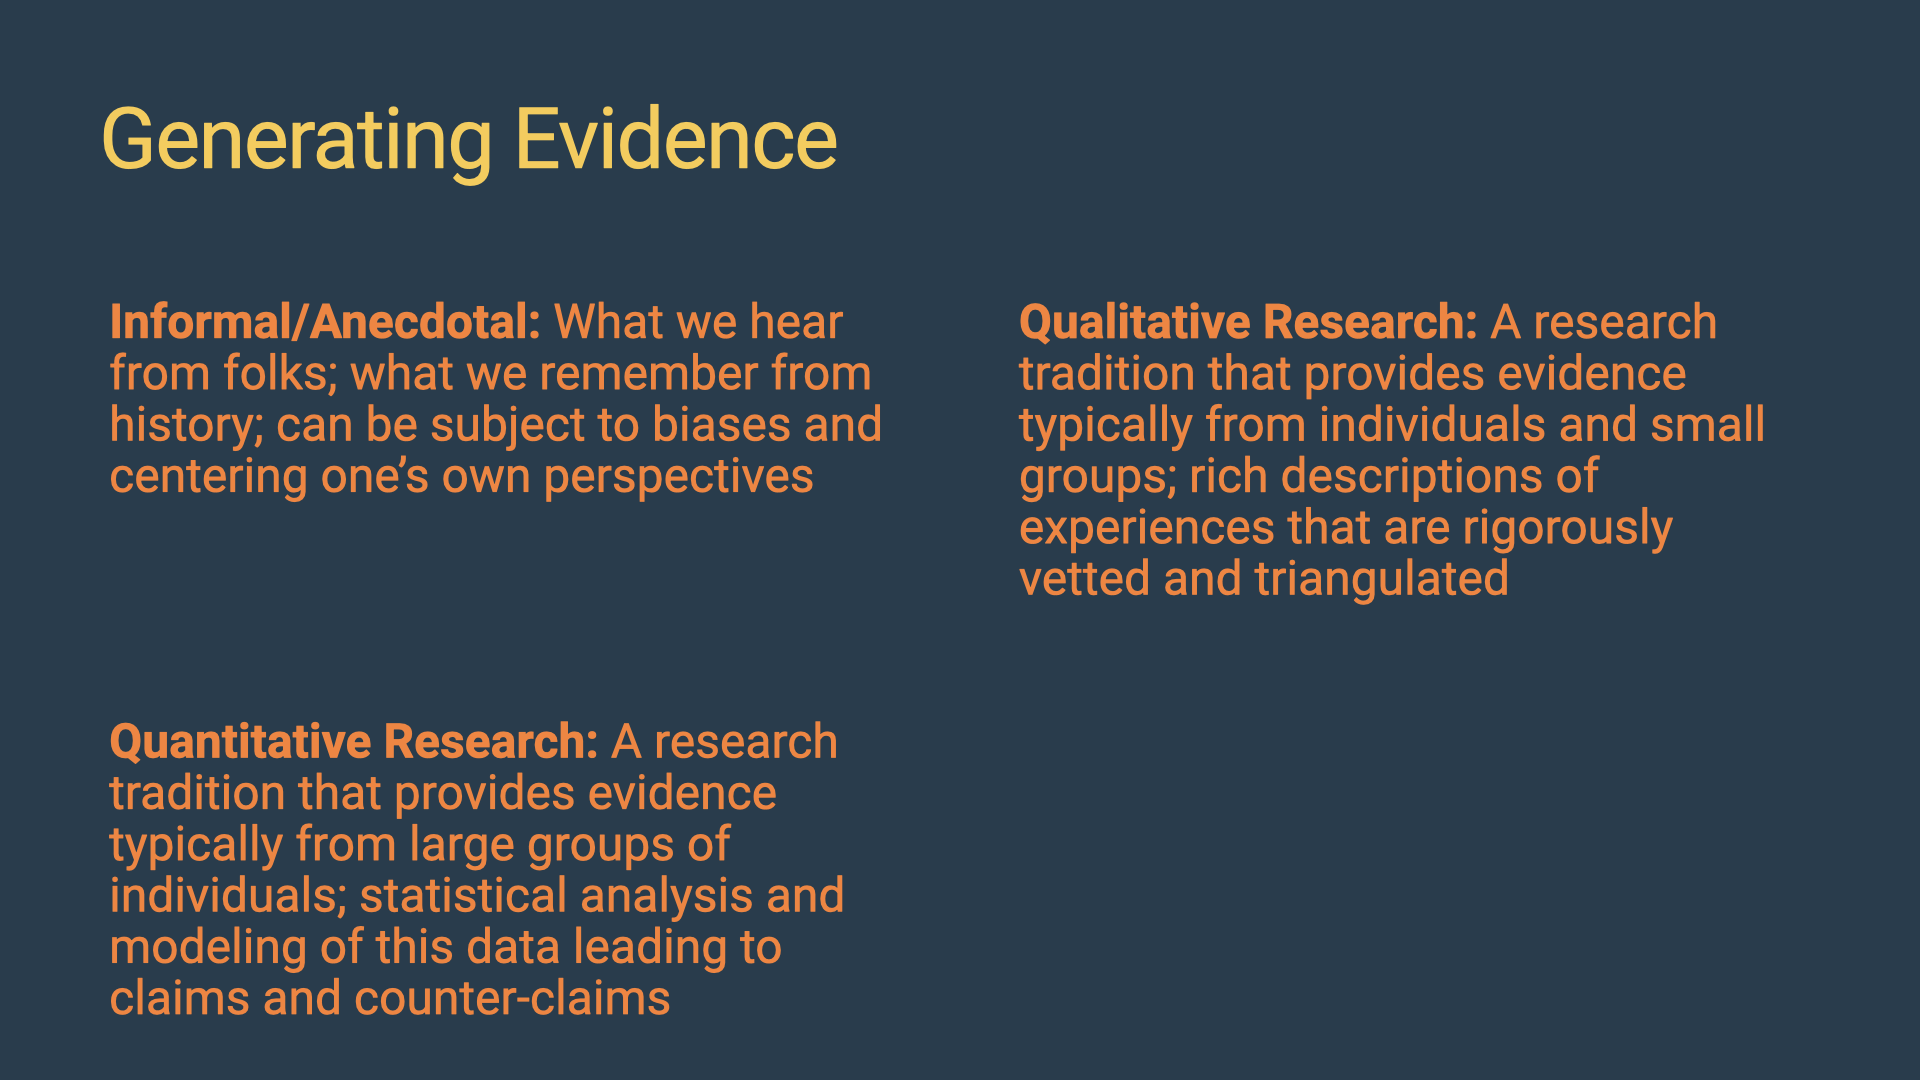 Generating Evidence
Informal/Anecdotal: What we hear
from folks; what we remember from
history; can be subject to biases and
centering one’s own perspectives
Qualitative Research: A research
tradition that provides evidence
typically from individuals and small
groups; rich descriptions of
experiences that are rigorously
vetted and triangulated
Quantitative Research: A research
tradition that provides evidence
typically from large groups of
individuals; statistical analysis and
modeling of this data leading to
claims and counter-claims